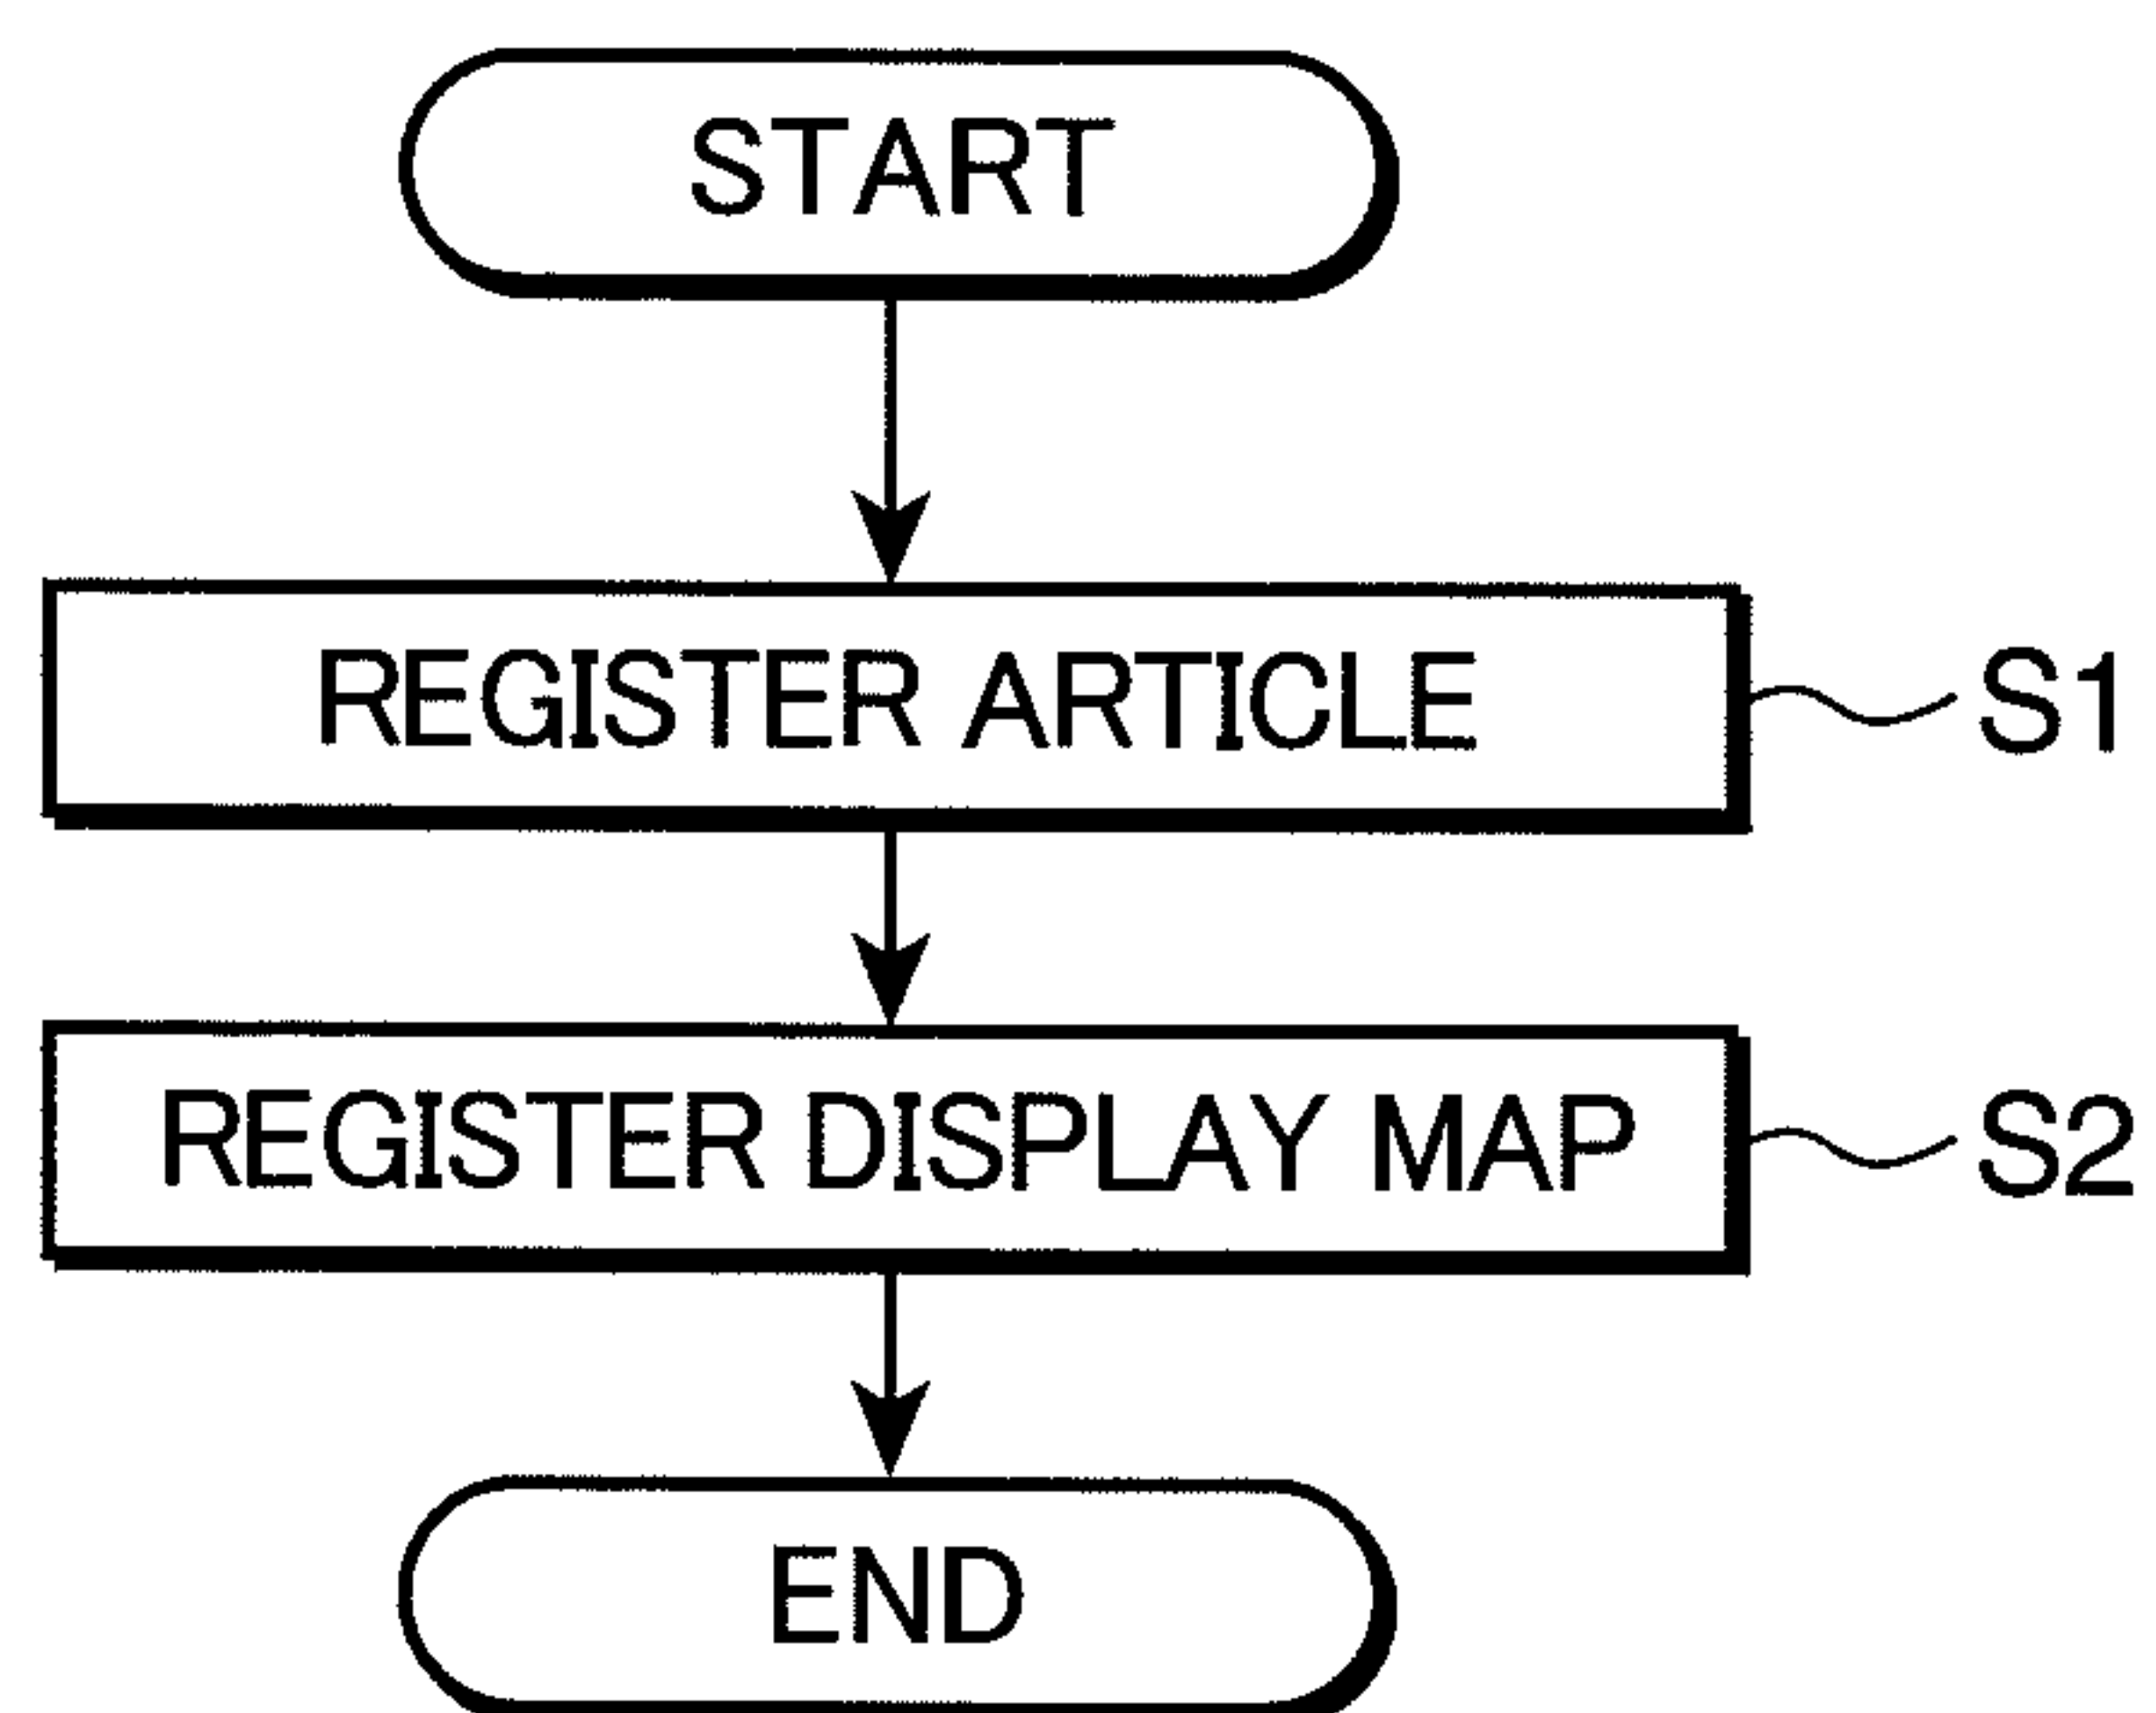 START
REGISTER ARTICLE
S1
REGISTER DISPLAY MAP
S2
END